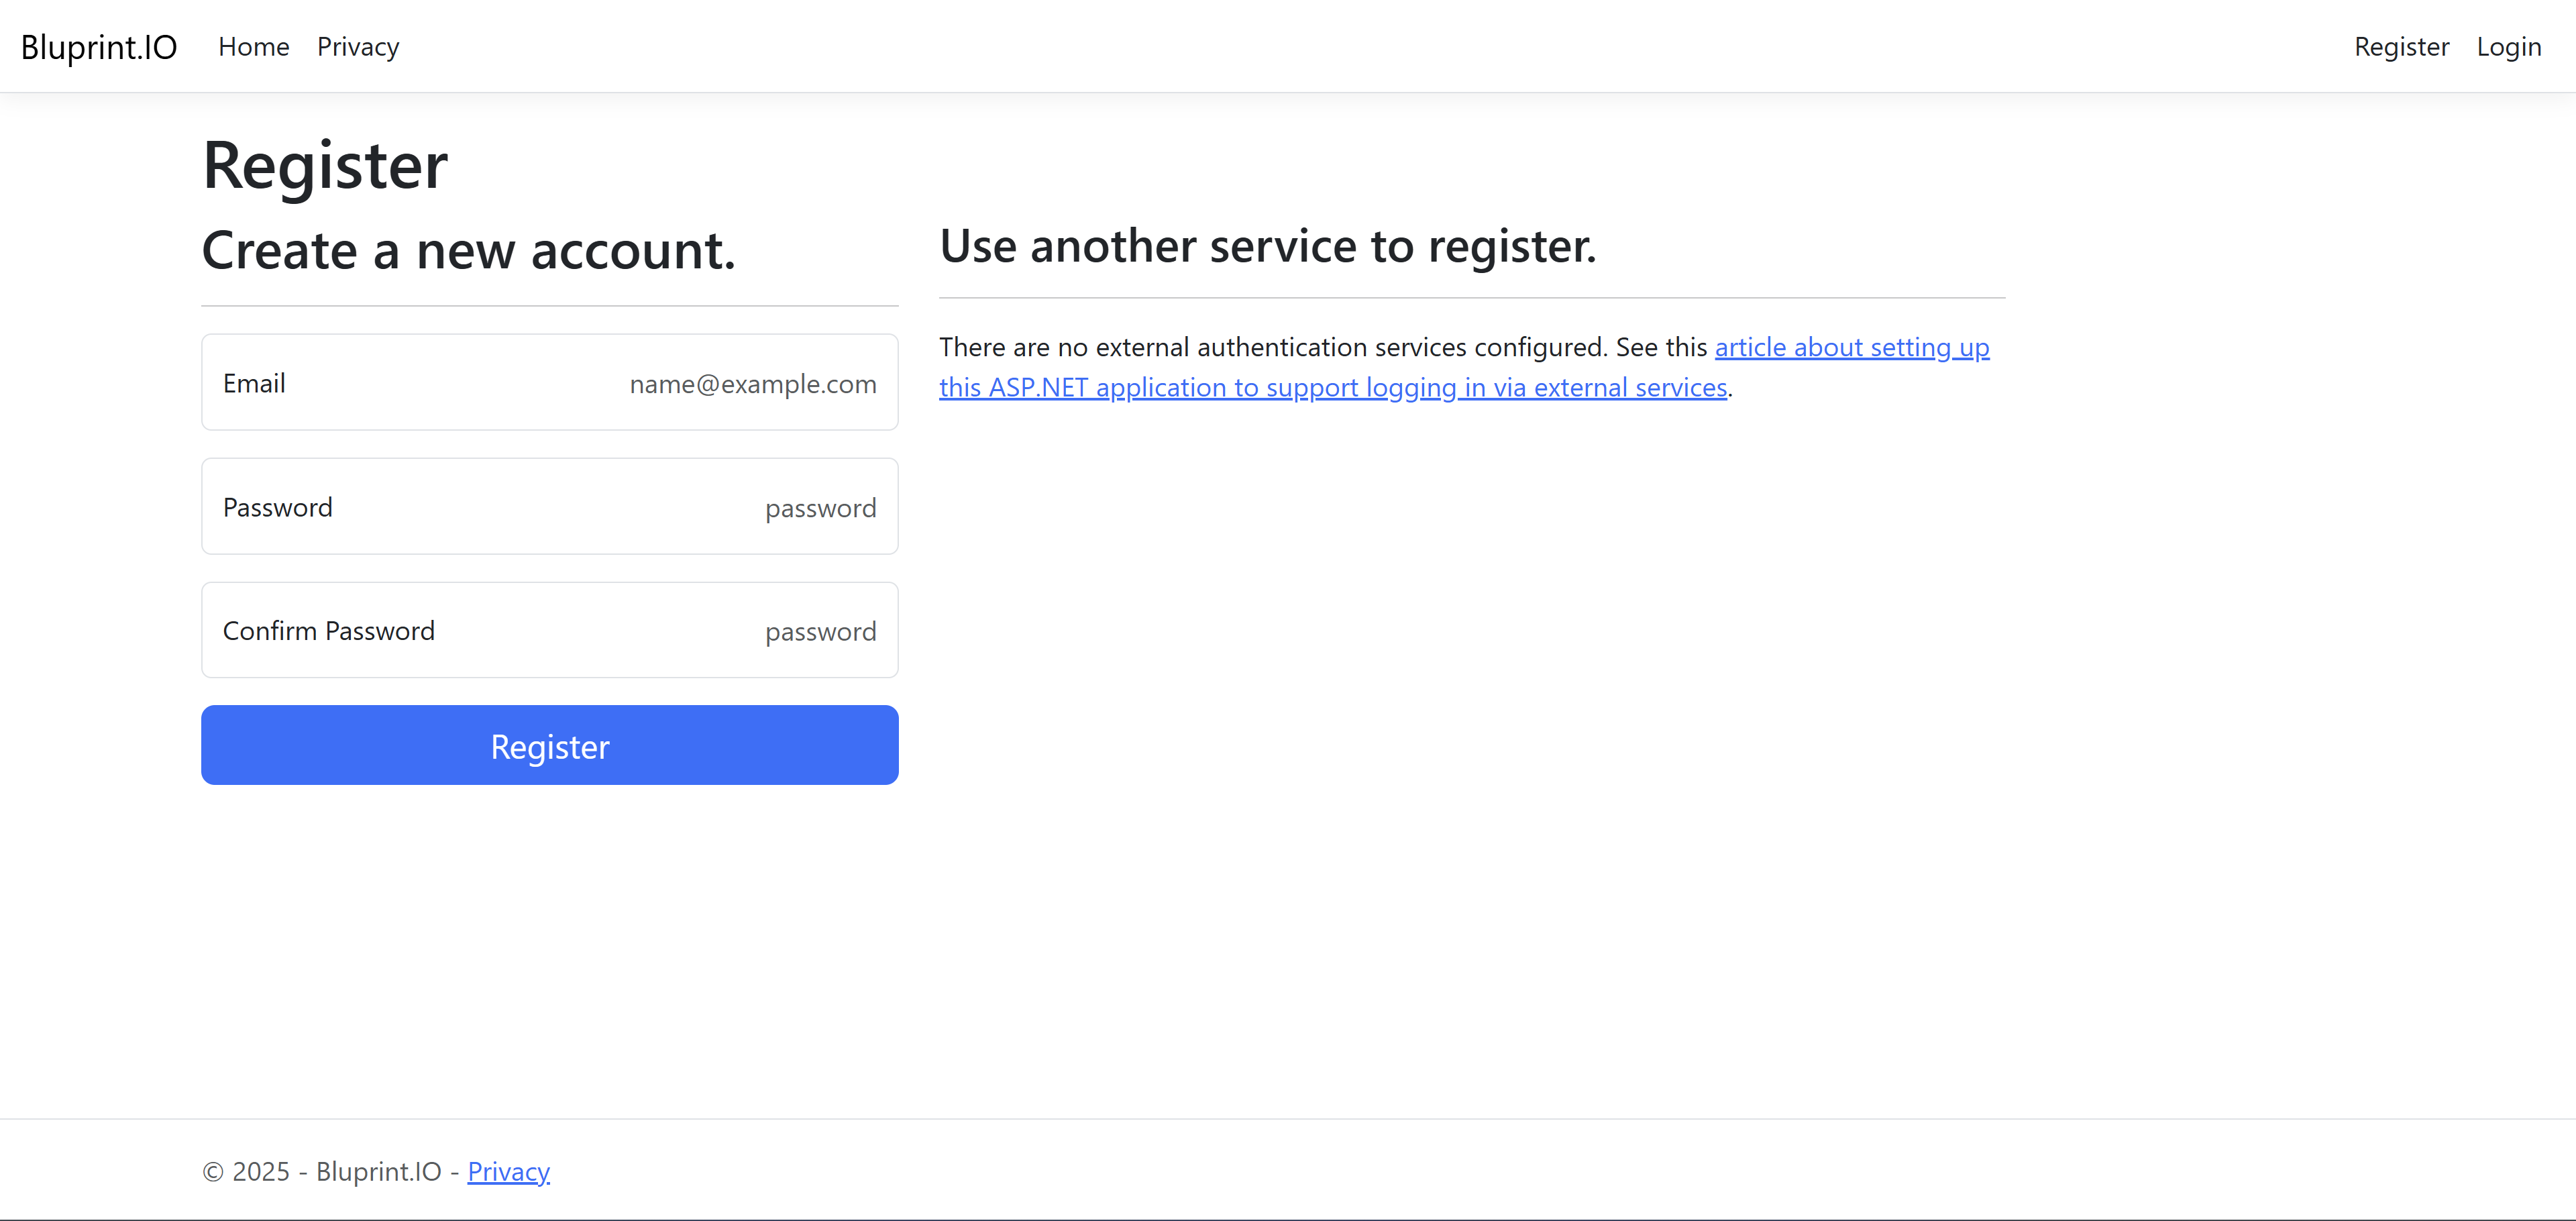 Bluprint.IO Home Privacy Register Login
Register
Create a new account.
Email name@example.com
Password password
Confirm Password password
Register
Use another service to register.
There are no external authentication services configured. See this article about setting up
this ASP.NET application to support logging in via external services.
© 2025 - Bluprint.IO - Privacy